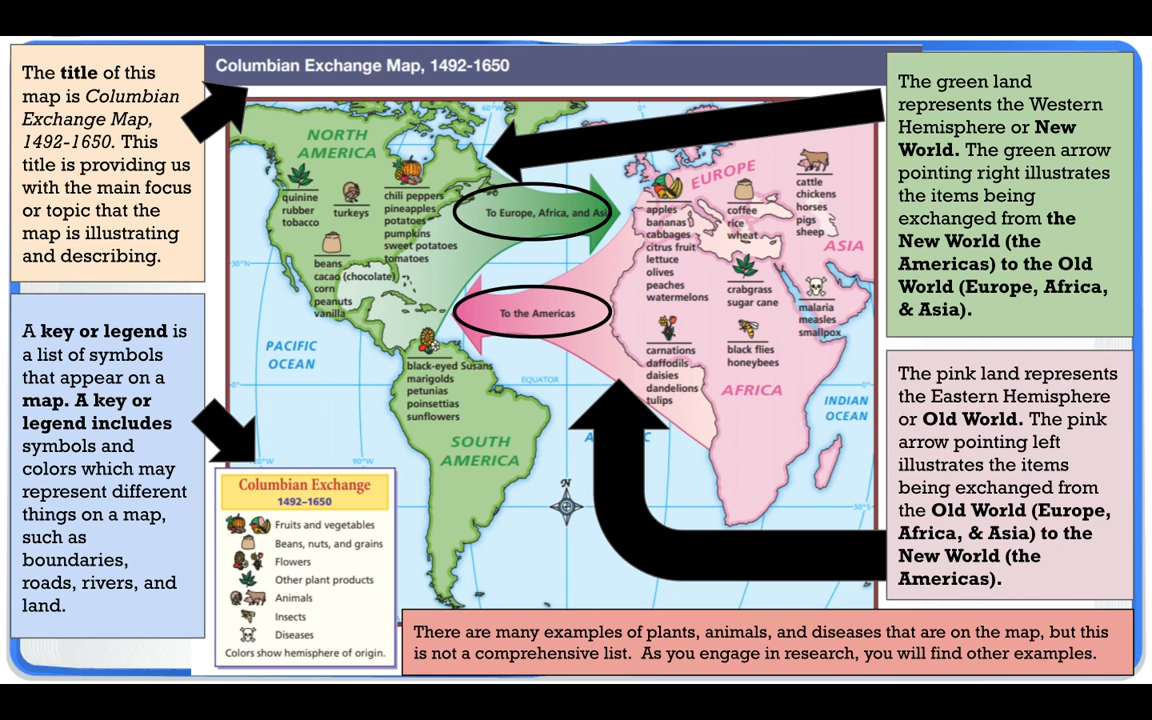 The title of this
map is Columbian
Exchange Map,
1492-1650. This
title is providing us
with the main focus
or topic that the
map is illustrating
and describing.
A key or legend is
a list of symbols
that appear on a
map. A key or
legend includes
symbols and
colors which may
represent different
things on a map,
such as
boundaries,
roads, rivers, and
land.
Columbian Exchange Map, 1492-1650
60°W
0°
NORTH
AMERICA
quinine
rubber
tobacco
turkeys
chili peppers
pineapples
potatoes
pumpkins
sweet potatoes
tomatoes
beans
cacao (chocolate)
corn
peanuts
vanilla
30°N
To Europe, Africa, and Asi
To the Americas
EUROPE
apples
bananas
cabbages
citrus fruit
lettuce
olives
peaches
watermelons
coffee
rice
wheat
cattle
chickens
horses
pigs
sheep
ASIA
crabgrass
sugar cane
malaria
measles
smallpox
carnations
daffodils
daisies
dandelions
tulips
black flies
honeybees
AFRICA
PACIFIC
OCEAN
black-eyed Susans
marigolds
petunias
poinsettias
sunflowers
EQUATOR
0°
0°
INDIAN
OCEAN
SOUTH
AMERICA
A C
90°W
N
30°S
Columbian Exchange
1492–1650
Fruits and vegetables
Beans, nuts, and grains
Flowers
Other plant products
Animals
Insects
Diseases
Colors show hemisphere of origin.
The green land
represents the Western
Hemisphere or New
World. The green arrow
pointing right illustrates
the items being
exchanged from the
New World (the
Americas) to the Old
World (Europe, Africa,
& Asia).
The pink land represents
the Eastern Hemisphere
or Old World. The pink
arrow pointing left
illustrates the items
being exchanged from
the Old World (Europe,
Africa, & Asia) to the
New World (the
Americas).
There are many examples of plants, animals, and diseases that are on the map, but this
is not a comprehensive list.  As you engage in research, you will find other examples.